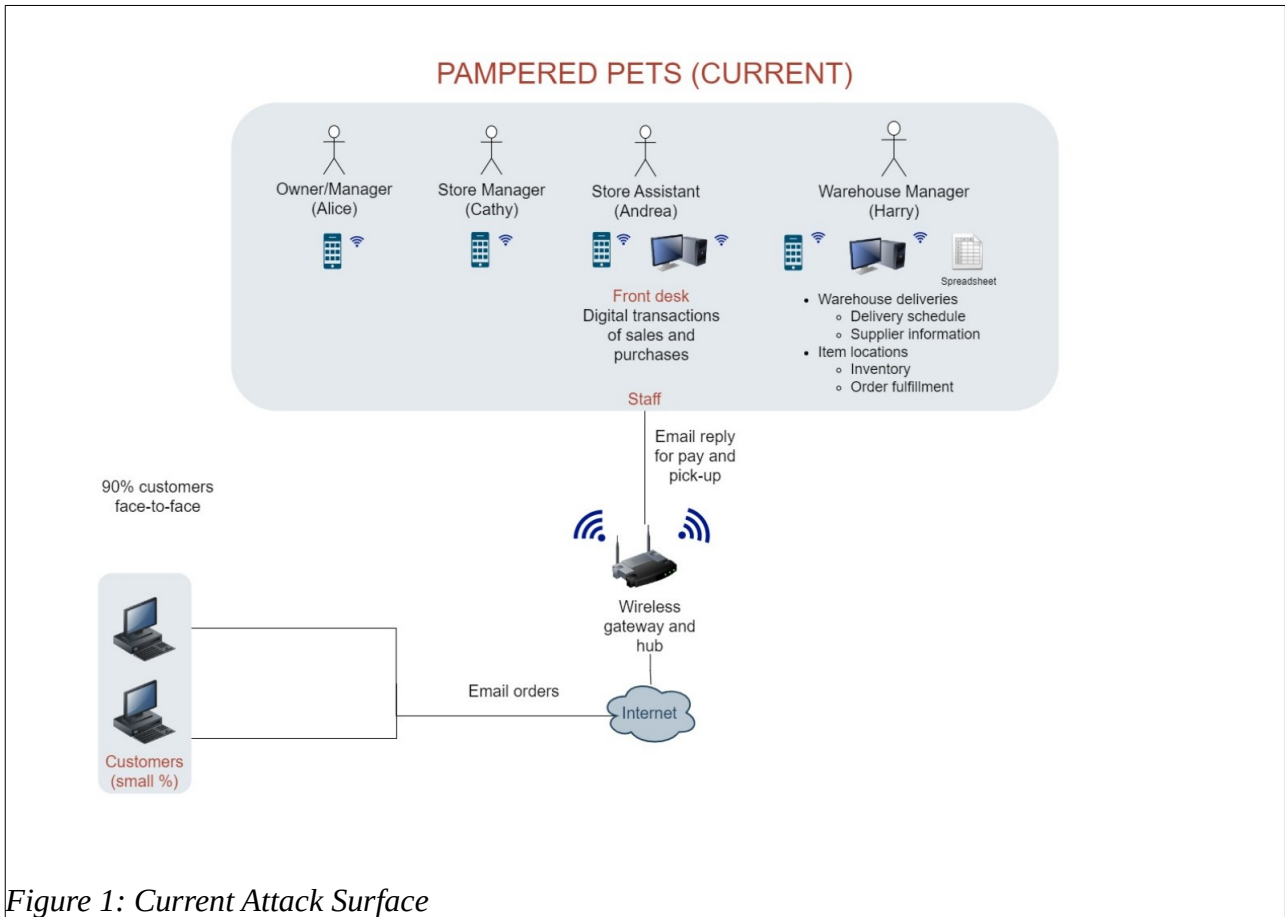 PAMPERED PETS (CURRENT)
Owner/Manager
(Alice)
Store Manager
(Cathy)
Store Assistant
(Andrea)
Warehouse Manager
(Harry)
Spreadsheet
Front desk
Digital transactions
of sales and
purchases
Warehouse deliveries
Delivery schedule
Supplier information
Item locations
Inventory
Order fulfillment
Staff
Email reply
for pay and
pick-up
90% customers
face-to-face
Wireless
gateway and
hub
Email orders
Internet
Customers
(small %)
Figure 1: Current Attack Surface